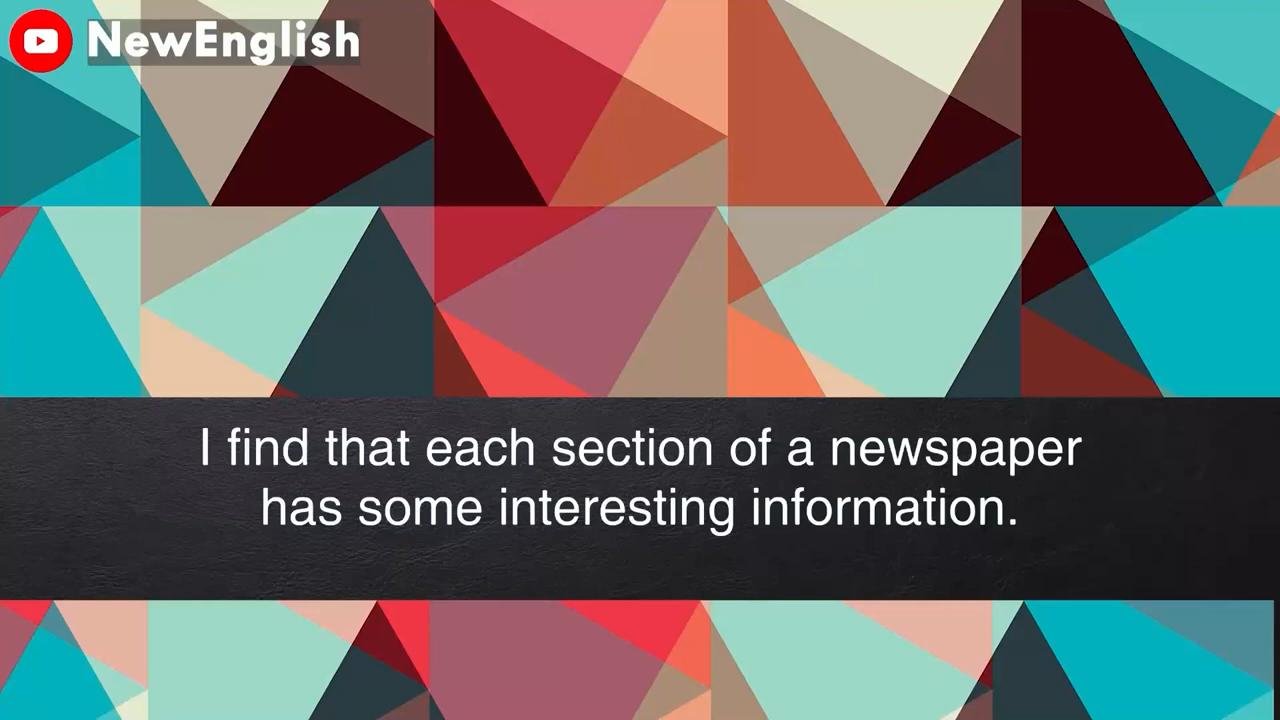 NewEnglish
I find that each section of a newspaper
has some interesting information.